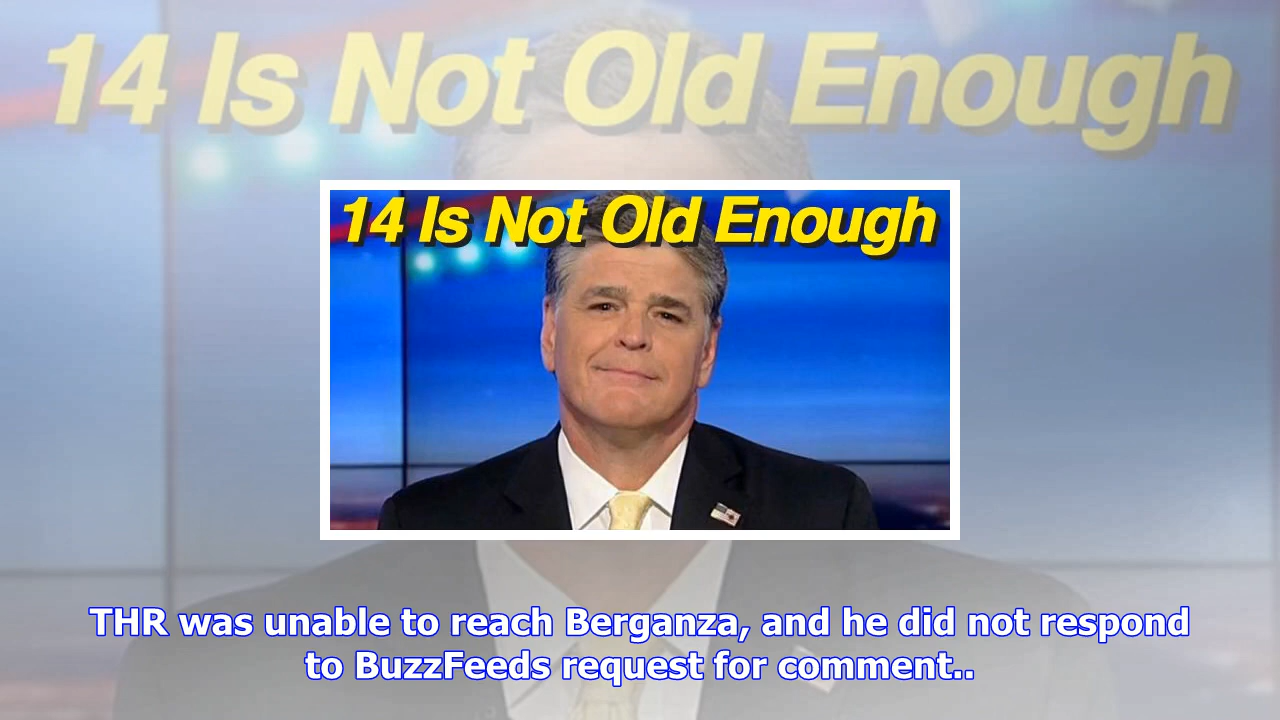 14 Is Not Old Enough
14 Is Not Old Enough
THR was unable to reach Berganza, and he did not respond
to BuzzFeeds request for comment..